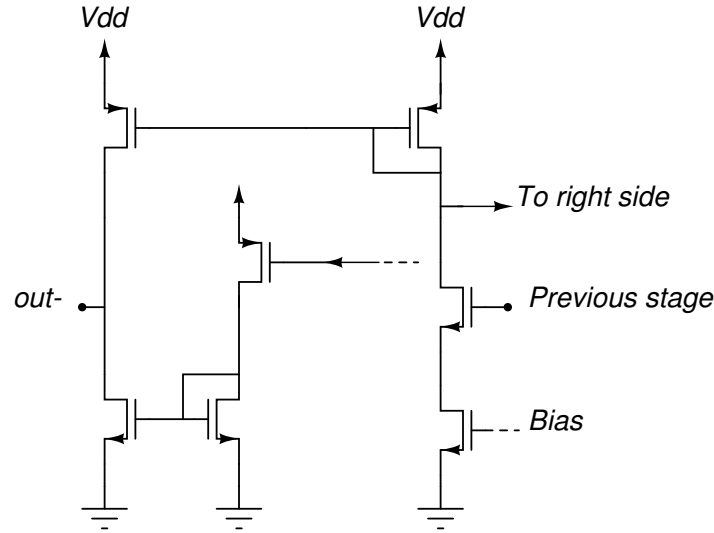 Vdd
Vdd
To right side
out-
Previous stage
Bias